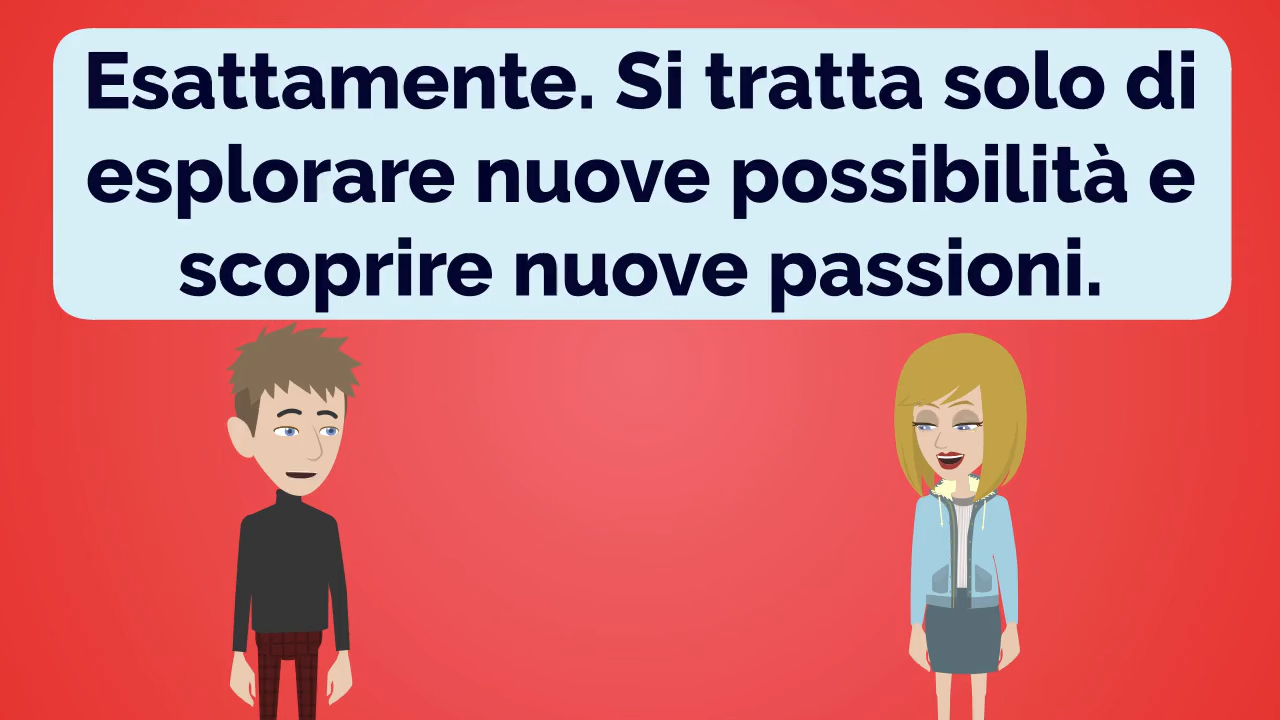 Esattamente. Si tratta solo di
esplorare nuove possibilità e
scoprire nuove passioni.